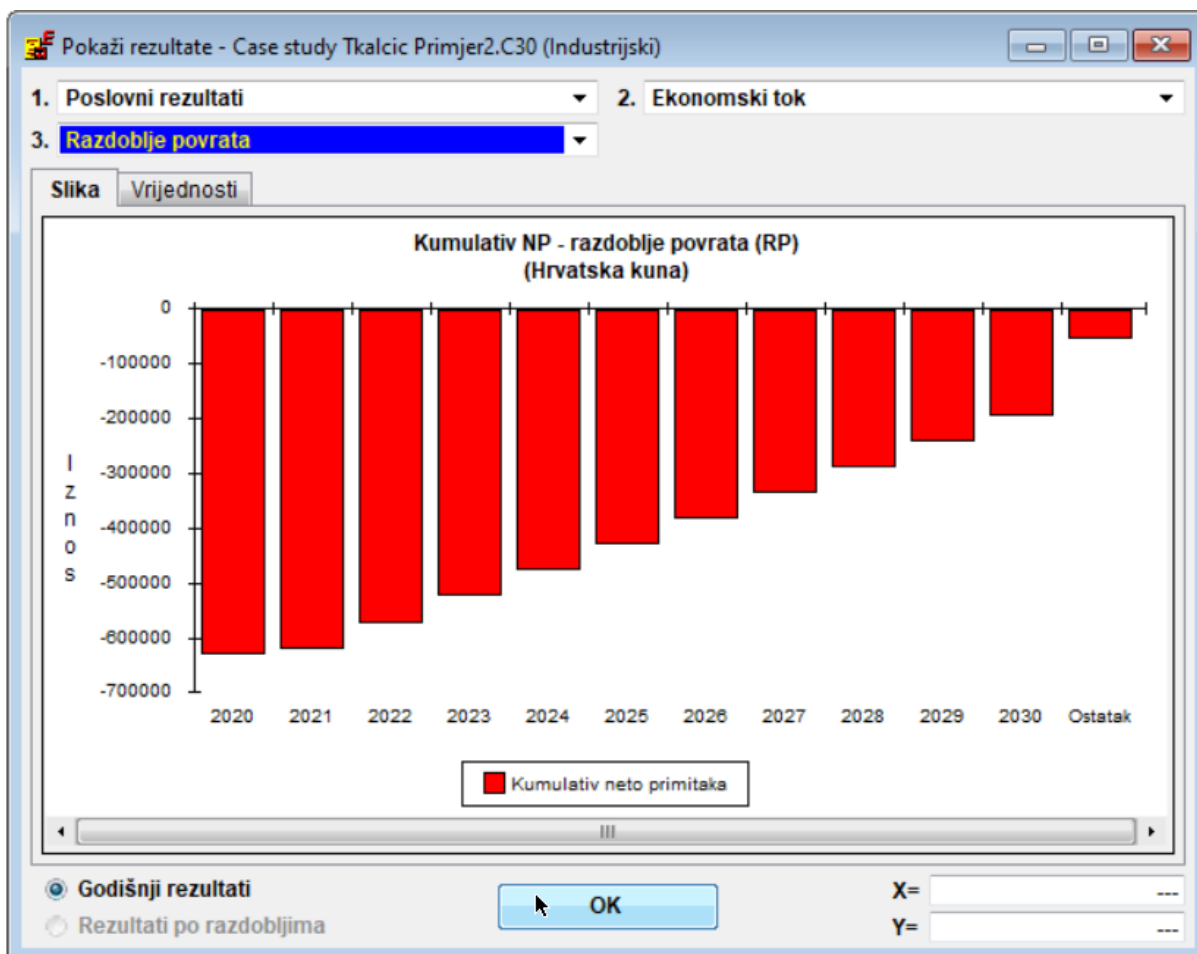 Pokaži rezultate - Case study Tkalcic Primjer2.C30 (Industrijski)
1. Poslovni rezultati 2. Ekonomski tok
3. Razdoblje povrata
Slika Vrijednosti
Kumulativ NP - razdoblje povrata (RP)
(Hrvatska kuna)
0
-100000
-200000
-300000
-400000
-500000
-600000
-700000
Iznos
2020 2021 2022 2023 2024 2025 2026 2027 2028 2029 2030 Ostatak
Kumulativ neto primitaka
Godišnji rezultati OK X= ---
Rezultati po razdobljima Y= ---